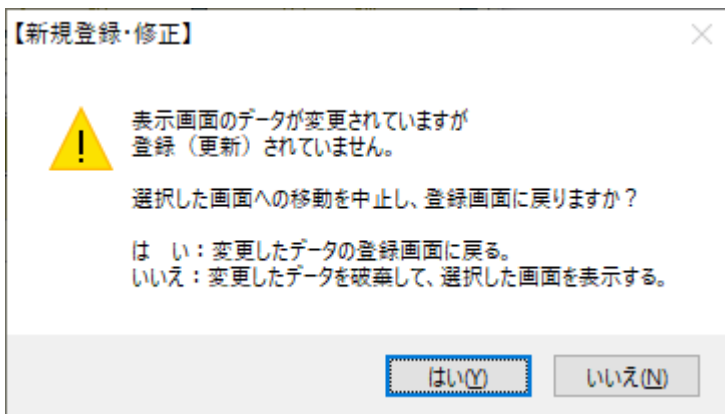 【新規登録・修正】
表示画面のデータが変更されていますが
登録（更新）されていません。
選択した画面への移動を中止し、登録画面に戻りますか？
は　い：変更したデータの登録画面に戻る。
いいえ：変更したデータを破棄して、選択した画面を表示する。
はい(Y)
いいえ(N)